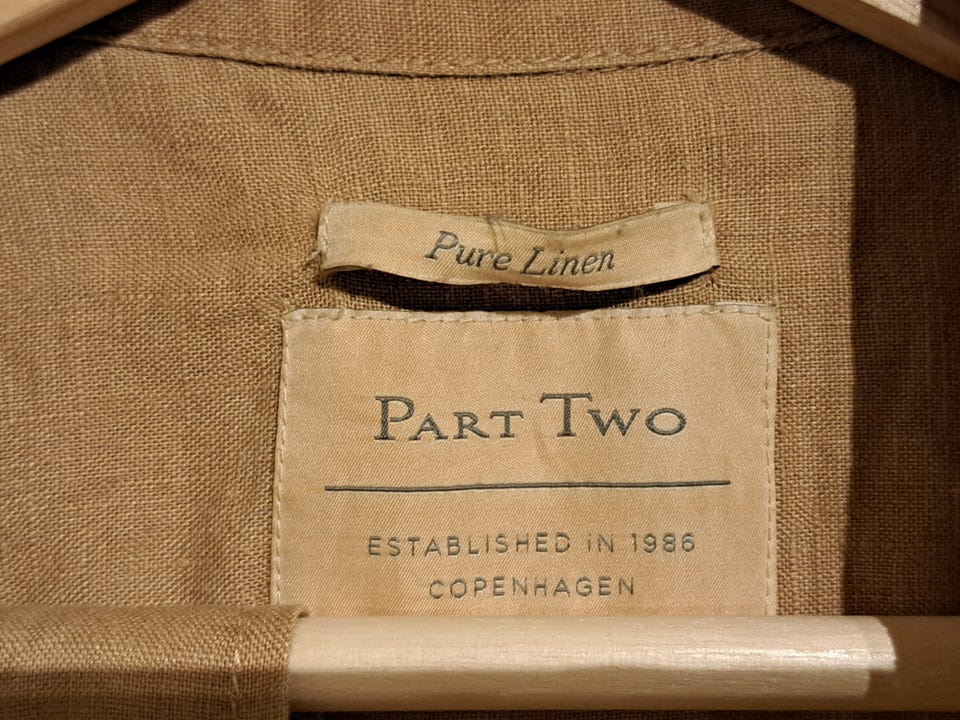 Pure Linen
PART TWO
ESTABLISHED iN 1986
COPENHAGEN